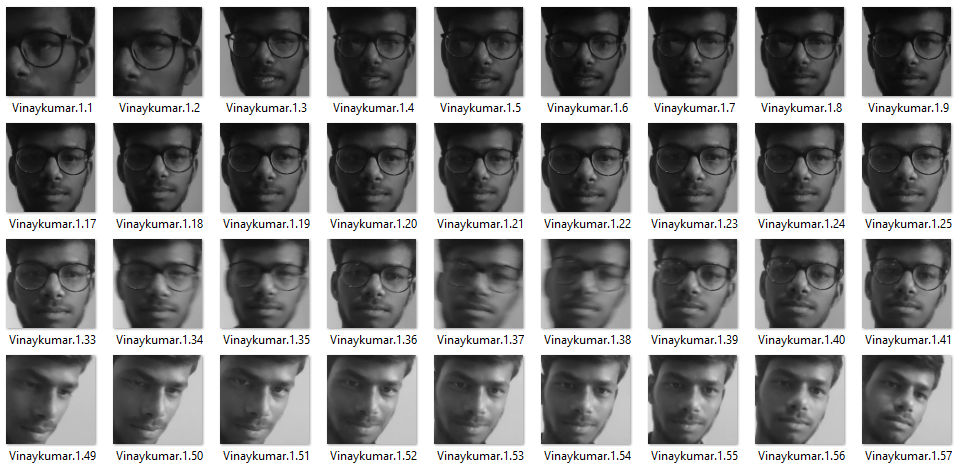 Vinaykumar.1.1 Vinaykumar.1.2 Vinaykumar.1.3 Vinaykumar.1.4 Vinaykumar.1.5 Vinaykumar.1.6 Vinaykumar.1.7 Vinaykumar.1.8 Vinaykumar.1.9
Vinaykumar.1.17 Vinaykumar.1.18 Vinaykumar.1.19 Vinaykumar.1.20 Vinaykumar.1.21 Vinaykumar.1.22 Vinaykumar.1.23 Vinaykumar.1.24 Vinaykumar.1.25
Vinaykumar.1.33 Vinaykumar.1.34 Vinaykumar.1.35 Vinaykumar.1.36 Vinaykumar.1.37 Vinaykumar.1.38 Vinaykumar.1.39 Vinaykumar.1.40 Vinaykumar.1.41
Vinaykumar.1.49 Vinaykumar.1.50 Vinaykumar.1.51 Vinaykumar.1.52 Vinaykumar.1.53 Vinaykumar.1.54 Vinaykumar.1.55 Vinaykumar.1.56 Vinaykumar.1.57